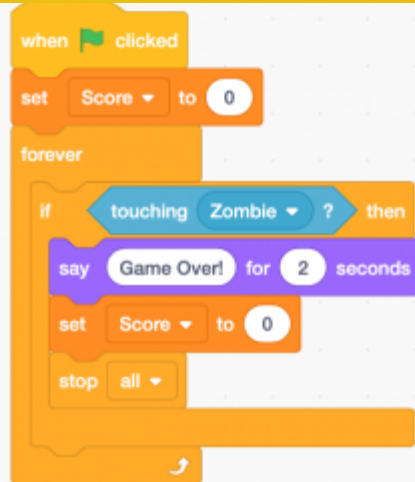 when clicked
set Score to 0
forever
if touching Zombie ? then
say Game Over! for 2 seconds
set Score to 0
stop all